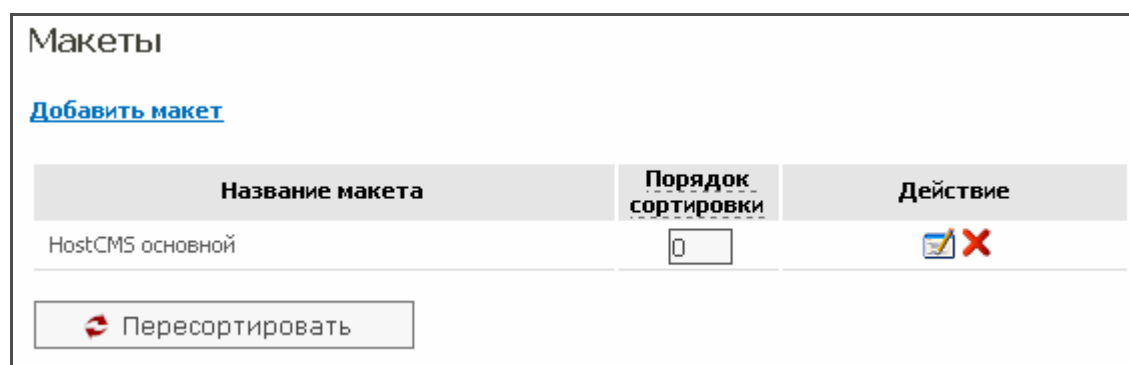 Макеты
Добавить макет
Название макета
Порядок
сортировки
Действие
HostCMS основной
0
Пересортировать